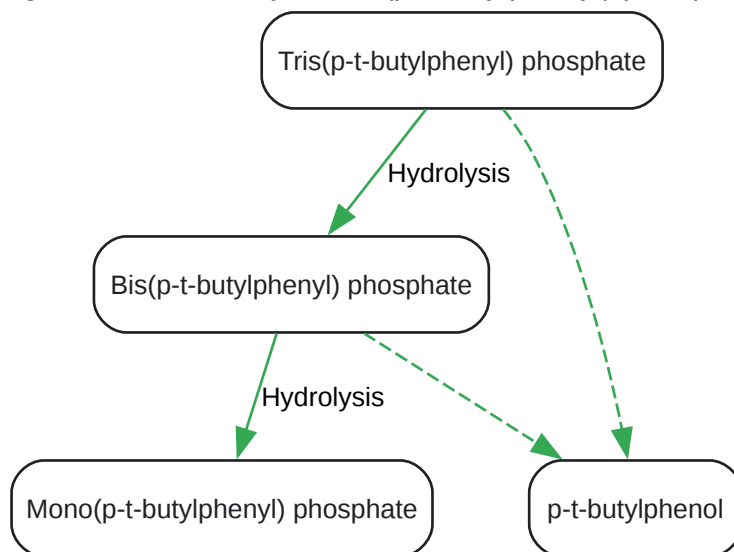 Tris(p-t-butylphenyl) phosphate
Hydrolysis
Bis(p-t-butylphenyl) phosphate
Hydrolysis
Mono(p-t-butylphenyl) phosphate
p-t-butylphenol